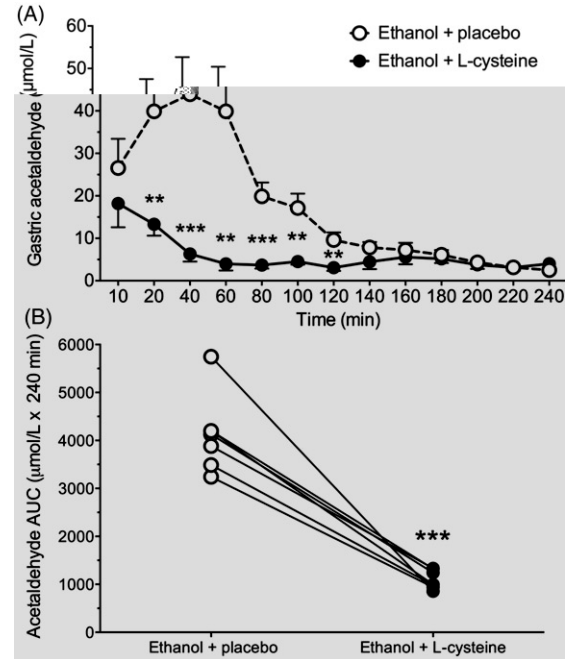 (A)
Ethanol + placebo
Ethanol + L-cysteine
Gastric acetaldehyde (μmol/L)
60
50
40
30
20
10
0
**
***
**
***
**
**
10 20 40 60 80 100 120 140 160 180 200 220 240
Time (min)
(B)
Acetaldehyde AUC (μmol/L x 240 min)
6000
5000
4000
3000
2000
1000
0
***
Ethanol + placebo Ethanol + L-cysteine